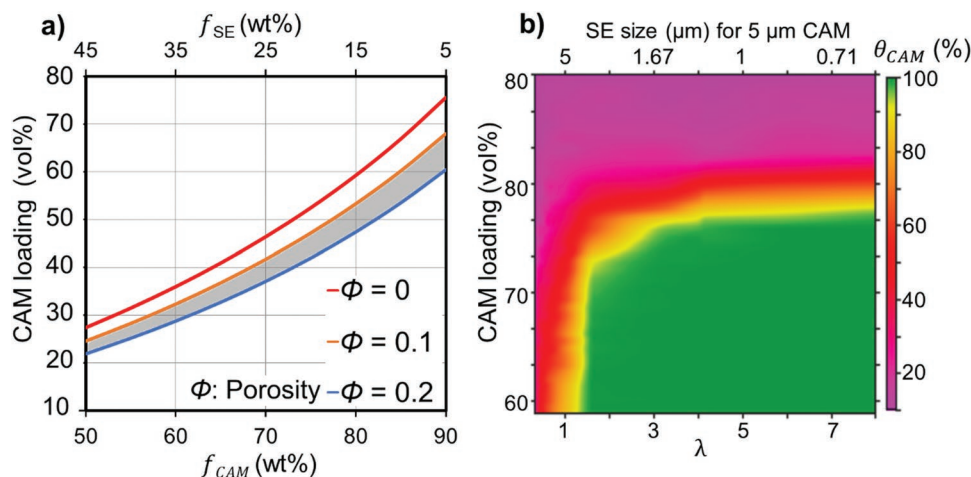 a)
f_SE (wt%)
45 35 25 15 5
80
70
60
50
40
30
20
10
CAM loading (vol%)
Φ = 0
Φ = 0.1
Φ: Porosity Φ = 0.2
50 60 70 80 90
f_CAM (wt%)
b) SE size (μm) for 5 μm CAM
5 1.67 1 0.71
θ_CAM (%)
80
80
70
60
CAM loading (vol%)
1 3 5 7
λ
100
80
60
40
20